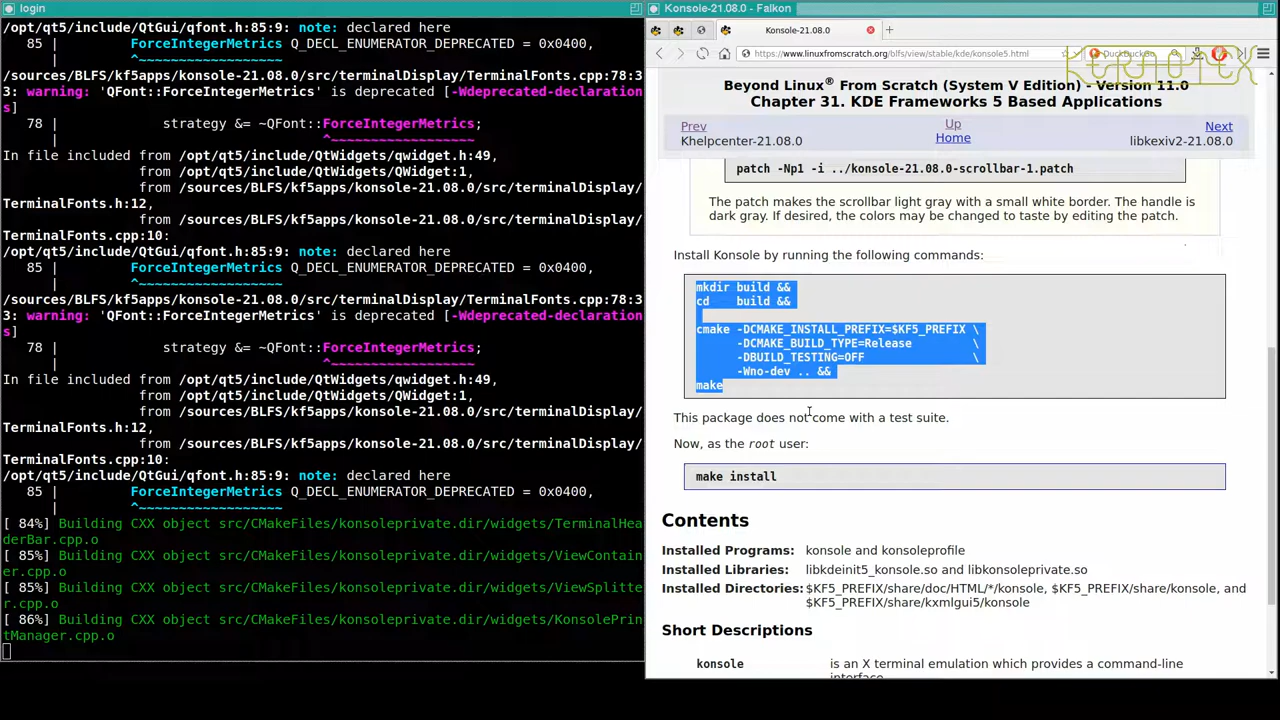 login
/opt/qt5/include/QtGui/qfont.h:85:9: note: declared here
   85 |         ForceIntegerMetrics Q_DECL_ENUMERATOR_DEPRECATED = 0x0400,
      |         ^~~~~~~~~~~~~~~~~~~
/sources/BLFS/kf5apps/konsole-21.08.0/src/terminalDisplay/TerminalFonts.cpp:78:3
3: warning: 'QFont::ForceIntegerMetrics' is deprecated [-Wdeprecated-declaration
s]
   78 |             strategy &= ~QFont::ForceIntegerMetrics;
      |                                 ^~~~~~~~~~~~~~~~~~~
In file included from /opt/qt5/include/QtWidgets/qwidget.h:49,
                 from /opt/qt5/include/QtWidgets/QWidget:1,
                 from /sources/BLFS/kf5apps/konsole-21.08.0/src/terminalDisplay/
TerminalFonts.h:12,
                 from /sources/BLFS/kf5apps/konsole-21.08.0/src/terminalDisplay/
TerminalFonts.cpp:10:
/opt/qt5/include/QtGui/qfont.h:85:9: note: declared here
   85 |         ForceIntegerMetrics Q_DECL_ENUMERATOR_DEPRECATED = 0x0400,
      |         ^~~~~~~~~~~~~~~~~~~
/sources/BLFS/kf5apps/konsole-21.08.0/src/terminalDisplay/TerminalFonts.cpp:78:3
3: warning: 'QFont::ForceIntegerMetrics' is deprecated [-Wdeprecated-declaration
s]
   78 |             strategy &= ~QFont::ForceIntegerMetrics;
      |                                 ^~~~~~~~~~~~~~~~~~~
In file included from /opt/qt5/include/QtWidgets/qwidget.h:49,
                 from /opt/qt5/include/QtWidgets/QWidget:1,
                 from /sources/BLFS/kf5apps/konsole-21.08.0/src/terminalDisplay/
TerminalFonts.h:12,
                 from /sources/BLFS/kf5apps/konsole-21.08.0/src/terminalDisplay/
TerminalFonts.cpp:10:
/opt/qt5/include/QtGui/qfont.h:85:9: note: declared here
   85 |         ForceIntegerMetrics Q_DECL_ENUMERATOR_DEPRECATED = 0x0400,
      |         ^~~~~~~~~~~~~~~~~~~
[ 84%] Building CXX object src/CMakeFiles/konsoleprivate.dir/widgets/TerminalHea
derBar.cpp.o
[ 85%] Building CXX object src/CMakeFiles/konsoleprivate.dir/widgets/ViewContain
er.cpp.o
[ 85%] Building CXX object src/CMakeFiles/konsoleprivate.dir/widgets/ViewSplitte
r.cpp.o
[ 86%] Building CXX object src/CMakeFiles/konsoleprivate.dir/widgets/KonsolePrin
tManager.cpp.o
Konsole-21.08.0 - Falkon
Konsole-21.08.0
https://www.linuxfromscratch.org/blfs/view/stable/kde/konsole5.html
DuckDuckGo
KERNOTEX
Beyond Linux® From Scratch (System V Edition) - Version 11.0
Chapter 31. KDE Frameworks 5 Based Applications
Prev Up Next
Khelpcenter-21.08.0 Home libkexiv2-21.08.0
patch -Np1 -i ../konsole-21.08.0-scrollbar-1.patch
The patch makes the scrollbar light gray with a small white border. The handle is
dark gray. If desired, the colors may be changed to taste by editing the patch.
Install Konsole by running the following commands:
mkdir build &&
cd    build &&
cmake -DCMAKE_INSTALL_PREFIX=$KF5_PREFIX \
      -DCMAKE_BUILD_TYPE=Release         \
      -DBUILD_TESTING=OFF                \
      -Wno-dev .. &&
make
This package does not come with a test suite.
Now, as the root user:
make install
Contents
Installed Programs: konsole and konsoleprofile
Installed Libraries: libkdeinit5_konsole.so and libkonsoleprivate.so
Installed Directories: $KF5_PREFIX/share/doc/HTML/*/konsole, $KF5_PREFIX/share/konsole, and
$KF5_PREFIX/share/kxmlgui5/konsole
Short Descriptions
konsole is an X terminal emulation which provides a command-line
interface